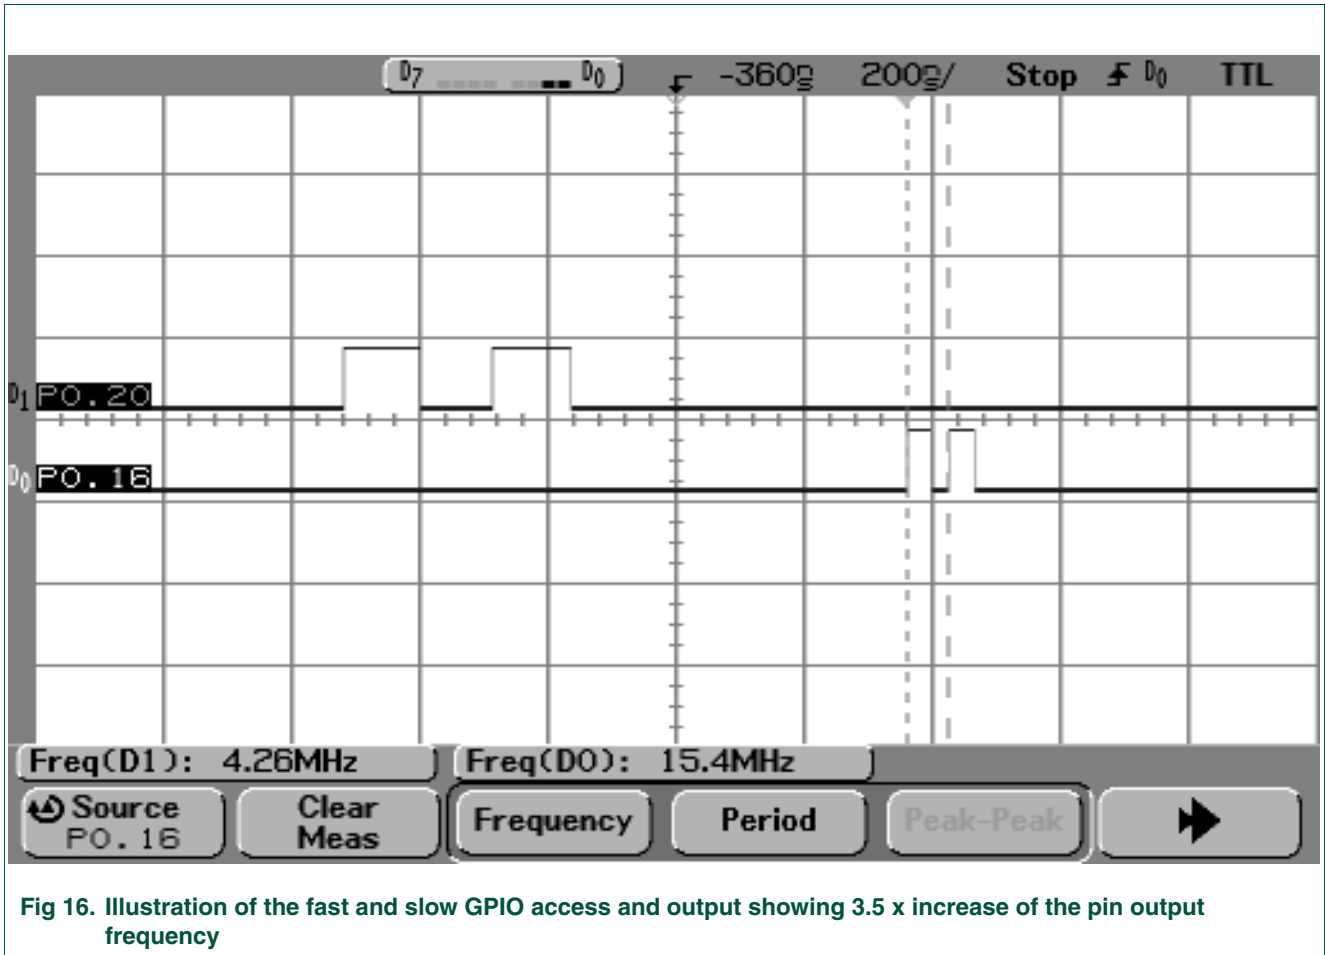 D7 D0 -360s 200s/ Stop D0 TTL
D1 P0.20
D0 P0.16
Freq(D1): 4.26MHz Freq(D0): 15.4MHz
Source Clear Frequency Period Peak-Peak
P0.16 Meas
Fig 16. Illustration of the fast and slow GPIO access and output showing 3.5 x increase of the pin output
frequency